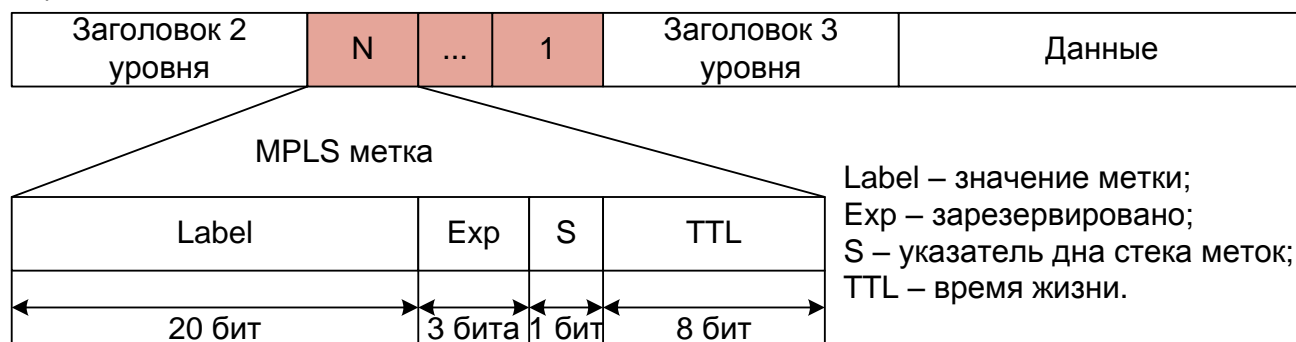 Заголовок 2
уровня
N
...
1
Заголовок 3
уровня
Данные
MPLS метка
Label
Exp
S
TTL
20 бит
3 бита
1 бит
8 бит
Label – значение метки;
Exp – зарезервировано;
S – указатель дна стека меток;
TTL – время жизни.